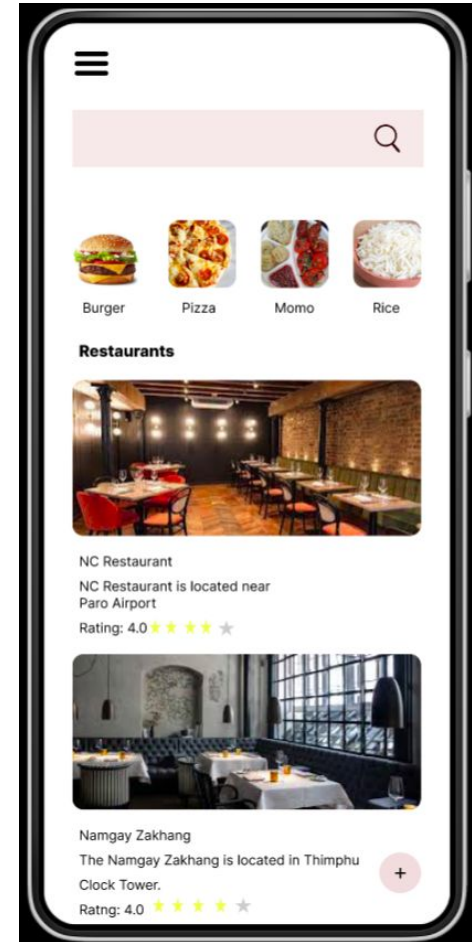 Burger Pizza Momo Rice
Restaurants
NC Restaurant
NC Restaurant is located near
Paro Airport
Rating: 4.0
Namgay Zakhang
The Namgay Zakhang is located in Thimphu
Clock Tower.
+
Ratng: 4.0